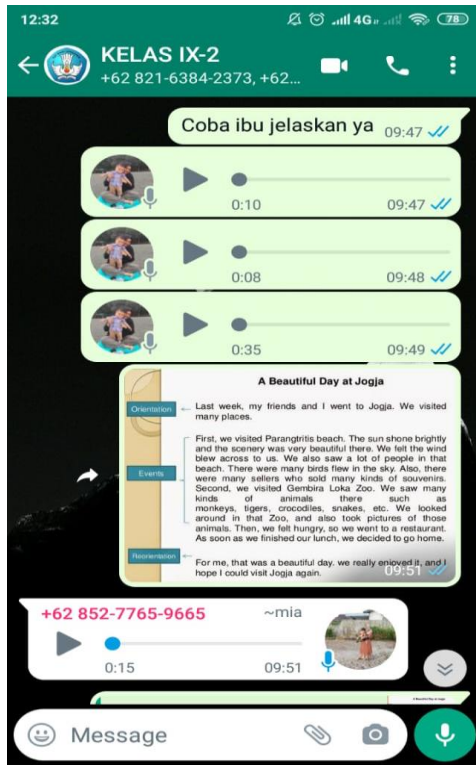 12:32
4G
78
KELAS IX-2
+62 821-6384-2373, +62...
Coba ibu jelaskan ya 09:47
0:10 09:47
0:08 09:48
0:35 09:49
A Beautiful Day at Jogja
Orientation
Last week, my friends and I went to Jogja. We visited
many places.
First, we visited Parangtritis beach. The sun shone brightly
and the scenery was very beautiful there. We felt the wind
blew across to us. We also saw a lot of people in that
beach. There were many birds flew in the sky. Also, there
were many sellers who sold many kinds of souvenirs.
Second, we visited Gembira Loka Zoo. We saw many
kinds of animals there such as
monkeys, tigers, crocodiles, snakes, etc. We looked
around in that Zoo, and also took pictures of those
animals. Then, we felt hungry, so we went to a restaurant.
As soon as we finished our lunch, we decided to go home.
Events
Reorientation
For me, that was a beautiful day. we really enjoyed it, and I
hope I could visit Jogja again.
09:51
+62 852-7765-9665 ~mia
0:15 09:51
Message